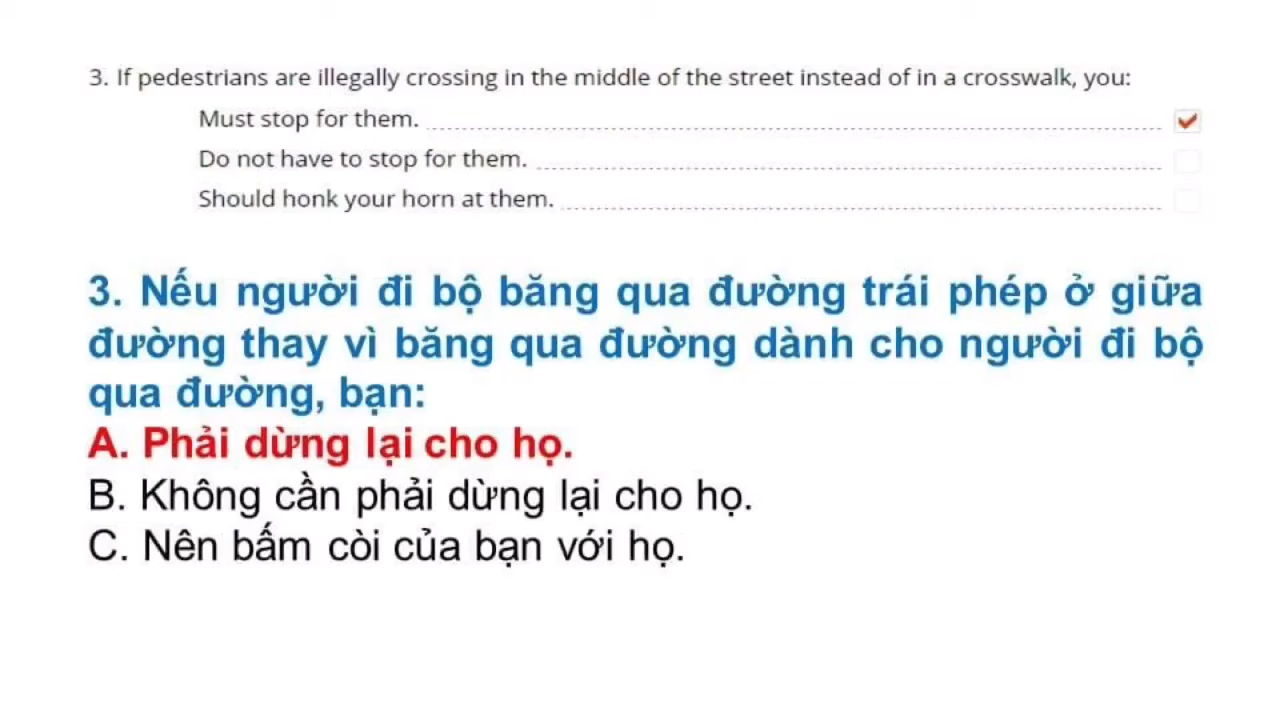 3. If pedestrians are illegally crossing in the middle of the street instead of in a crosswalk, you:
Must stop for them.
Do not have to stop for them.
Should honk your horn at them.
3. Nếu người đi bộ băng qua đường trái phép ở giữa
đường thay vì băng qua đường dành cho người đi bộ
qua đường, bạn:
A. Phải dừng lại cho họ.
B. Không cần phải dừng lại cho họ.
C. Nên bấm còi của bạn với họ.